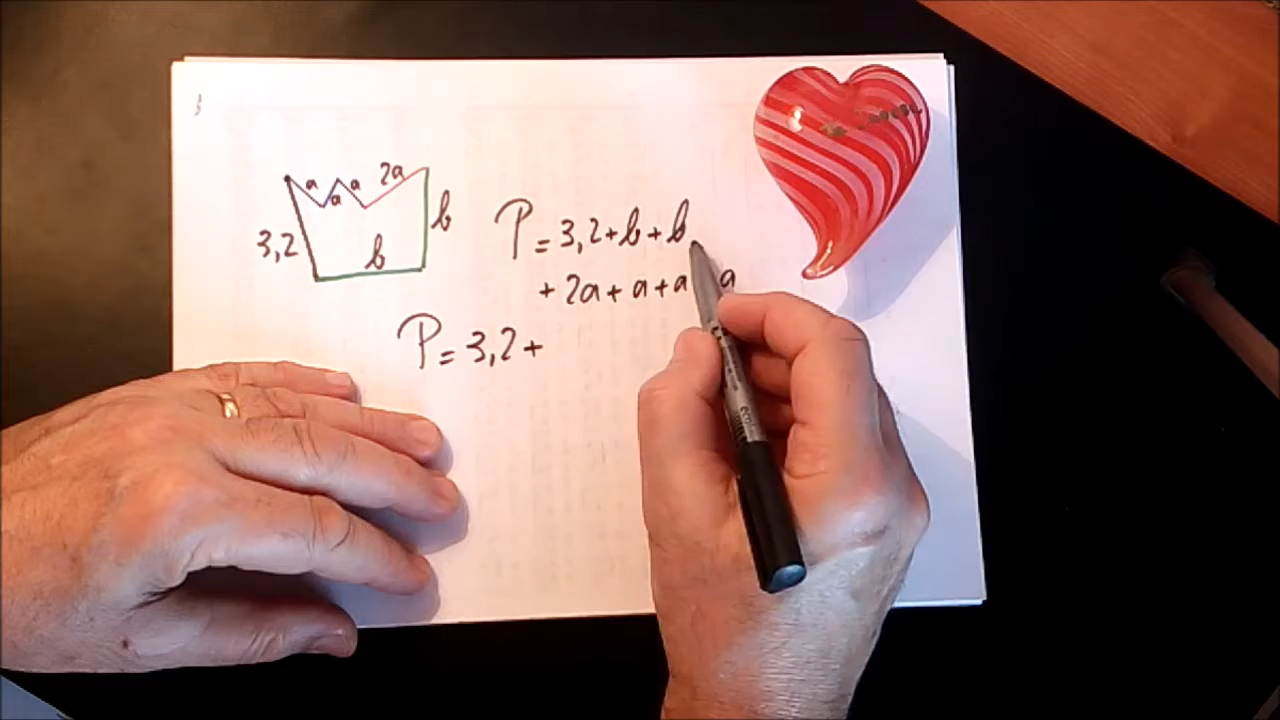 a a 2a
a
3,2 b b
P = 3,2 + b + b
+ 2a + a + a a
P = 3,2 +